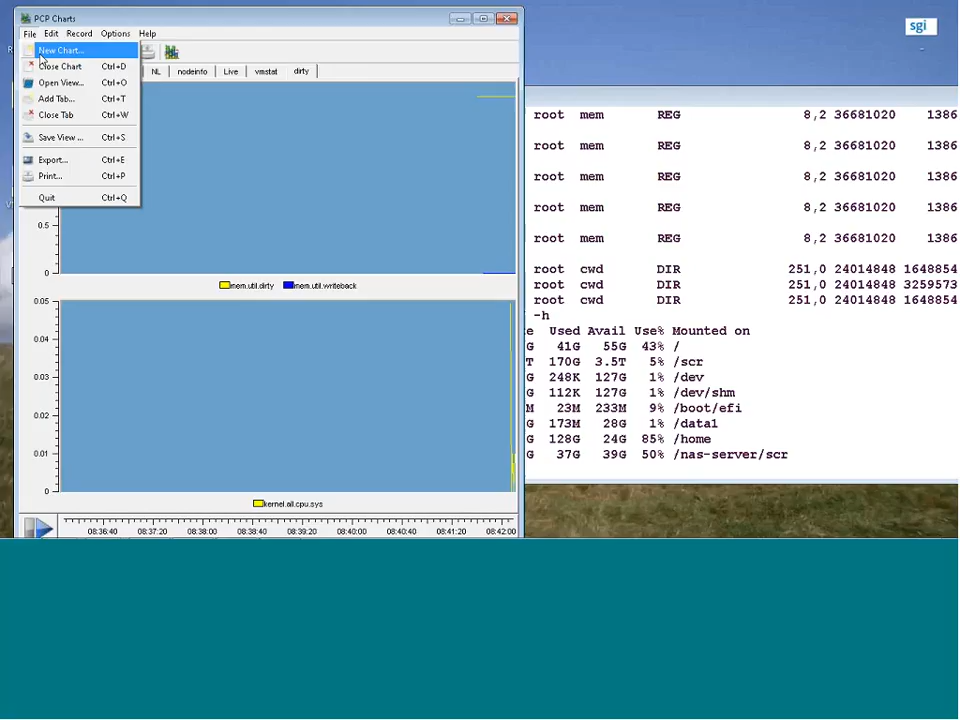 PCP Charts
File Edit Record Options Help
New Chart...
Close Chart Ctrl+D
Open View... Ctrl+O
Add Tab... Ctrl+T
Close Tab Ctrl+W
Save View ... Ctrl+S
Export... Ctrl+E
Print... Ctrl+P
Quit Ctrl+Q
NL nodeinfo Live vmstat dirty
0.5
0
mem.util.dirty mem.util.writeback
0.05
0.04
0.03
0.02
0.01
0
kernel.all.cpu.sys
08:36:40 08:37:20 08:38:00 08:38:40 08:39:20 08:40:00 08:40:40 08:41:20 08:42:00
sgi
root mem REG 8,2 36681020 1386
root mem REG 8,2 36681020 1386
root mem REG 8,2 36681020 1386
root mem REG 8,2 36681020 1386
root mem REG 8,2 36681020 1386
root cwd DIR 251,0 24014848 1648854
root cwd DIR 251,0 24014848 3259573
root cwd DIR 251,0 24014848 1648854
-h
e Used Avail Use% Mounted on
G 41G 55G 43% /
T 170G 3.5T 5% /scr
G 248K 127G 1% /dev
G 112K 127G 1% /dev/shm
M 23M 233M 9% /boot/efi
G 173M 28G 1% /data1
G 128G 24G 85% /home
G 37G 39G 50% /nas-server/scr